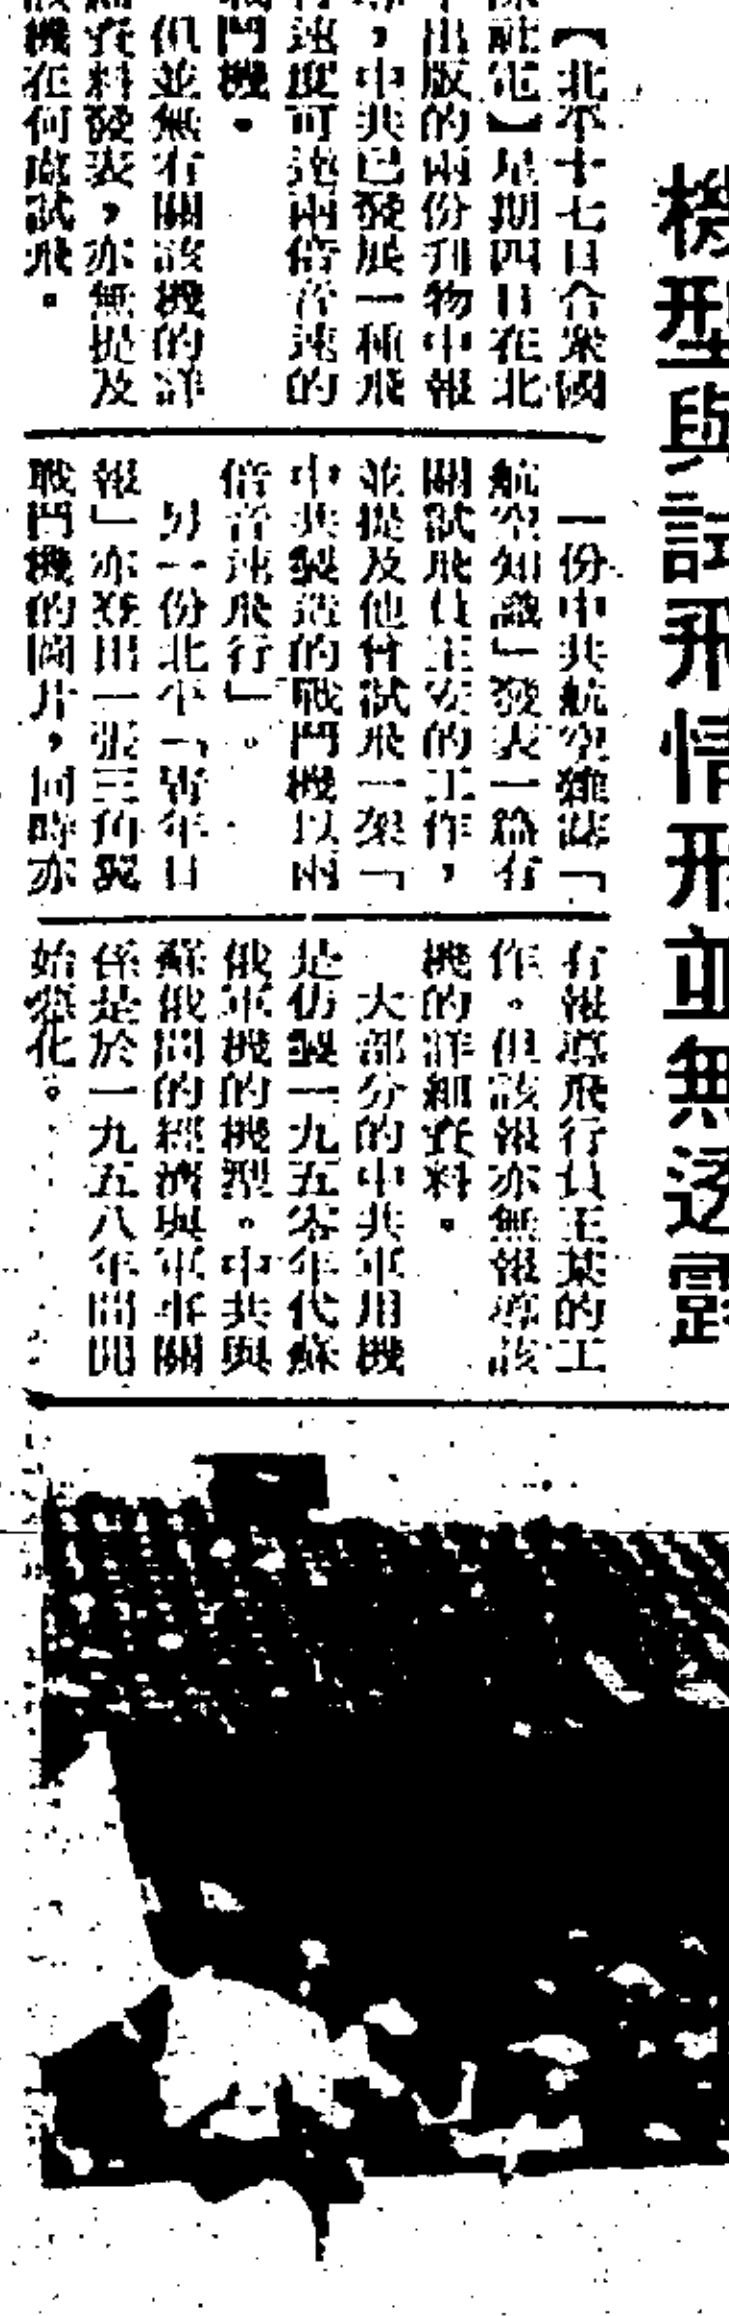 機型與試飛情形並無透露
【北平十七日合衆國
際社電】星期四日在北
平出版的兩份刊物中報
導，中共已發展一種飛
行速度可達兩倍音速的
戰鬥機。
但並無有關該機的詳
細資料發表，亦無提及
該機在何處試飛。
一份中共航空雜誌「
航空知識」發表一篇有
關試飛員王安的工作，
並提及他曾試飛一架「
中共製造的戰鬥機以兩
倍音速飛行」。
另一份北平「青年日
報」亦登出一張三角翼
戰鬥機的圖片，同時亦
有報導飛行員王某的工
作。但該報亦無報導該
機的詳細資料。
大部分的中共軍用機
是仿製一九五零年代蘇
俄軍機的機型。中共與
蘇俄間的經濟與軍事關
係是於一九五八年間開
始惡化。